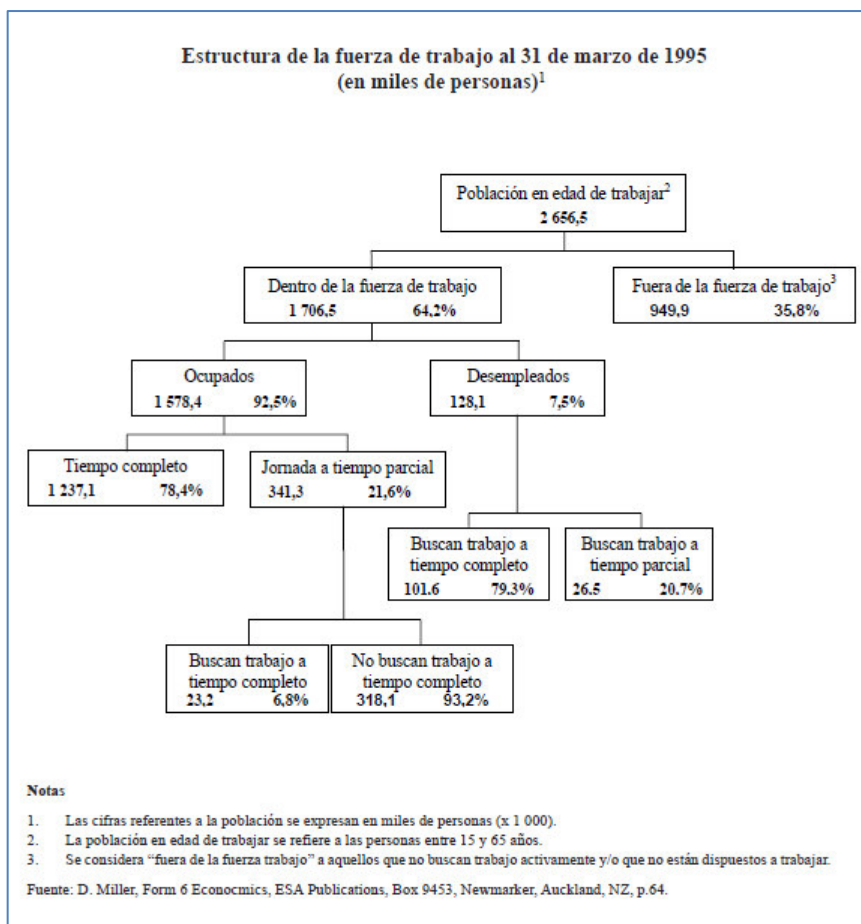 Estructura de la fuerza de trabajo al 31 de marzo de 1995
(en miles de personas)1
Población en edad de trabajar2
2 656,5
Dentro de la fuerza de trabajo
1 706,5 64,2%
Fuera de la fuerza de trabajo3
949,9 35,8%
Ocupados
1 578,4 92,5%
Desempleados
128,1 7,5%
Tiempo completo
1 237,1 78,4%
Jornada a tiempo parcial
341,3 21,6%
Buscan trabajo a
tiempo completo
101.6 79.3%
Buscan trabajo a
tiempo parcial
26.5 20.7%
Buscan trabajo a
tiempo completo
23,2 6,8%
No buscan trabajo a
tiempo completo
318,1 93,2%
Notas
1. Las cifras referentes a la población se expresan en miles de personas (x 1 000).
2. La población en edad de trabajar se refiere a las personas entre 15 y 65 años.
3. Se considera “fuera de la fuerza trabajo” a aquellos que no buscan trabajo activamente y/o que no están dispuestos a trabajar.
Fuente: D. Miller, Form 6 Econocmics, ESA Publications, Box 9453, Newmarker, Auckland, NZ, p.64.